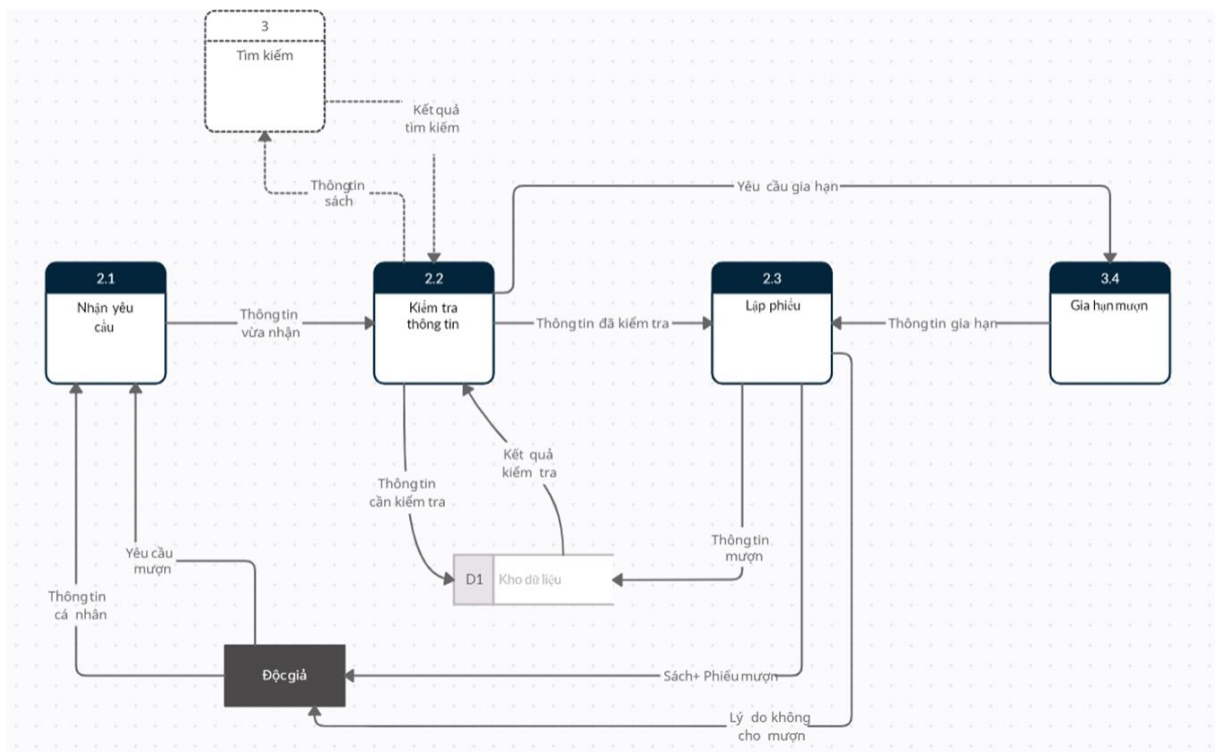 3
Tìm kiếm
Kết quả
tìm kiếm
Thông tin
sách
Yêu cầu gia hạn
2.1
Nhận yêu
cầu
Thông tin
vừa nhận
2.2
Kiểm tra
thông tin
Thông tin đã kiểm tra
2.3
Lập phiếu
Thông tin gia hạn
3.4
Gia hạn mượn
Kết quả
kiểm tra
Thông tin
cần kiểm tra
Thông tin
mượn
Yêu cầu
mượn
D1
Kho dữ liệu
Thông tin
cá nhân
Độc giả
Sách+ Phiếu mượn
Lý do không
cho mượn